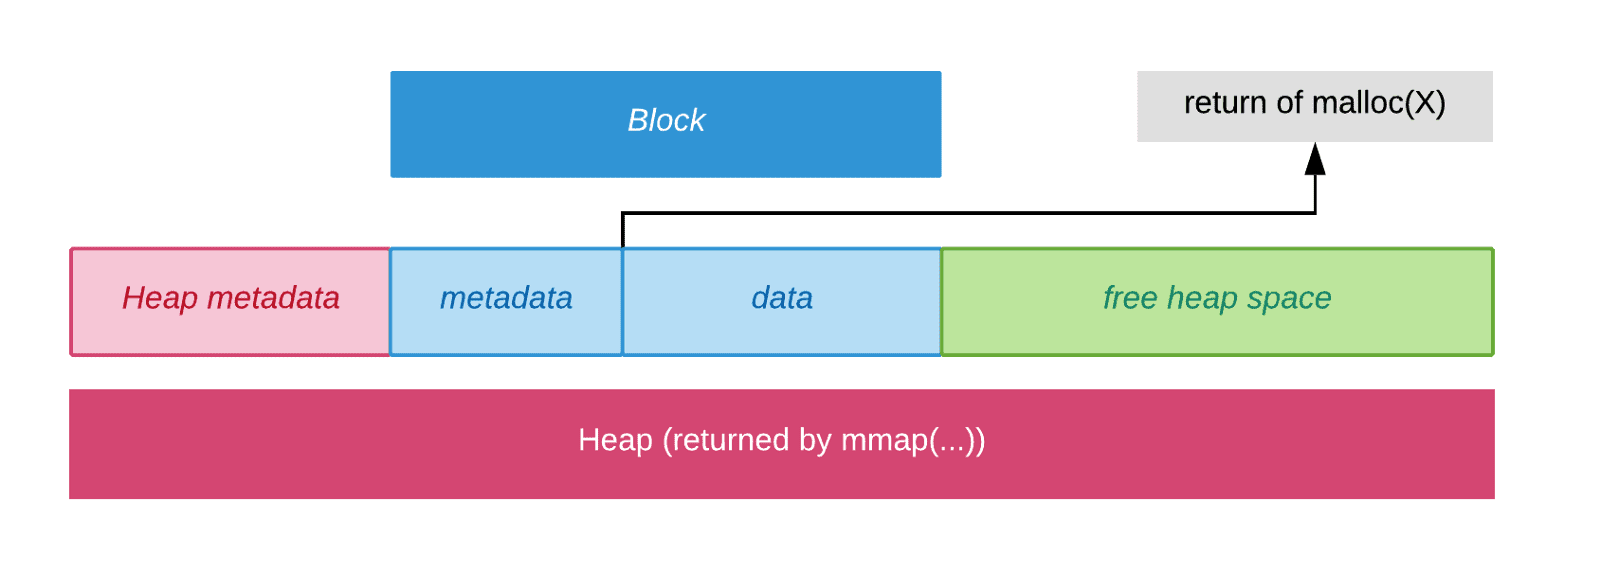 Block
return of malloc(X)
Heap metadata
metadata
data
free heap space
Heap (returned by mmap(...))